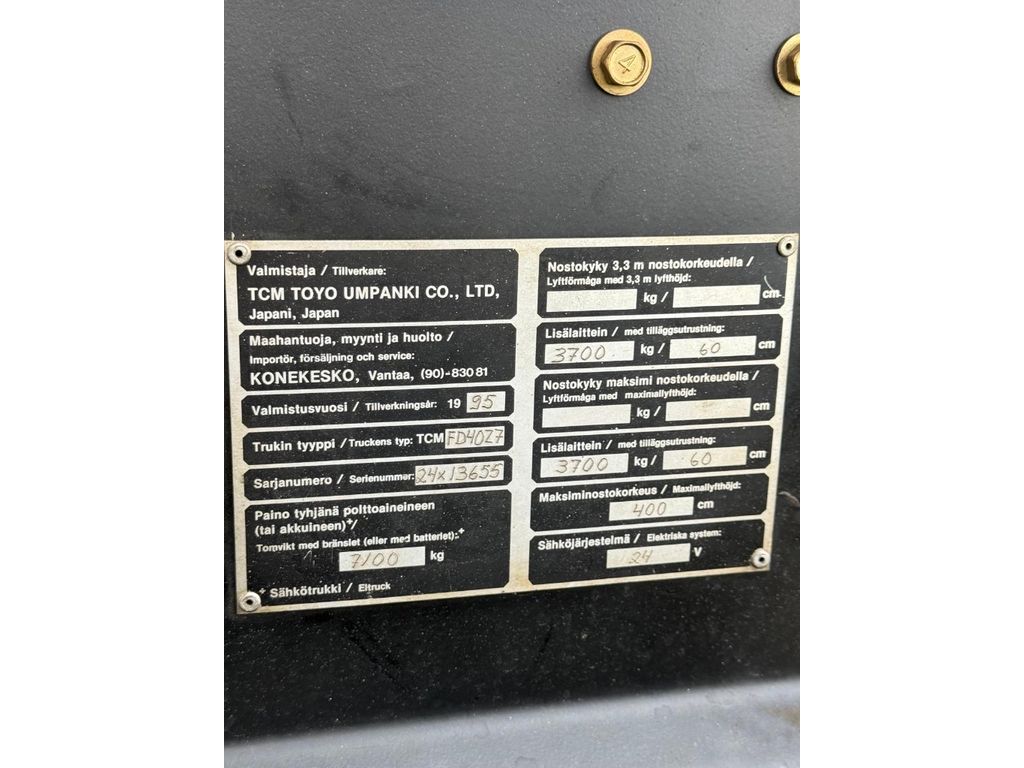 4
Valmistaja / Tillverkare:
TCM TOYO UMPANKI CO., LTD,
Japani, Japan
Maahantuoja, myynti ja huolto /
Importör, försäljning och service:
KONEKESKO, Vantaa, (90)-830 81
Valmistusvuosi / Tillverkningsår: 19 95
Trukin tyyppi / Truckens typ: TCM FD40Z7
Sarjanumero / Serienummer: 24x13655
Paino tyhjänä polttoaineineen
(tai akkuineen)+/
Tomvikt med bränslet (eller med batteriet):+
7100 kg
+ Sähkötrukki / Eltruck
Nostokyky 3,3 m nostokorkeudella /
Lyftförmåga med 3,3 m lyfthöjd:
kg / cm
Lisälaittein / med tilläggsutrustning:
3700 kg / 60 cm
Nostokyky maksimi nostokorkeudella /
Lyftförmåga med maximallyfthöjd:
kg / cm
Lisälaittein / med tilläggsutrustning:
3700 kg / 60 cm
Maksiminostokorkeus / Maximallyfthöjd:
400 cm
Sähköjärjestelmä / Elektriska system:
24 V